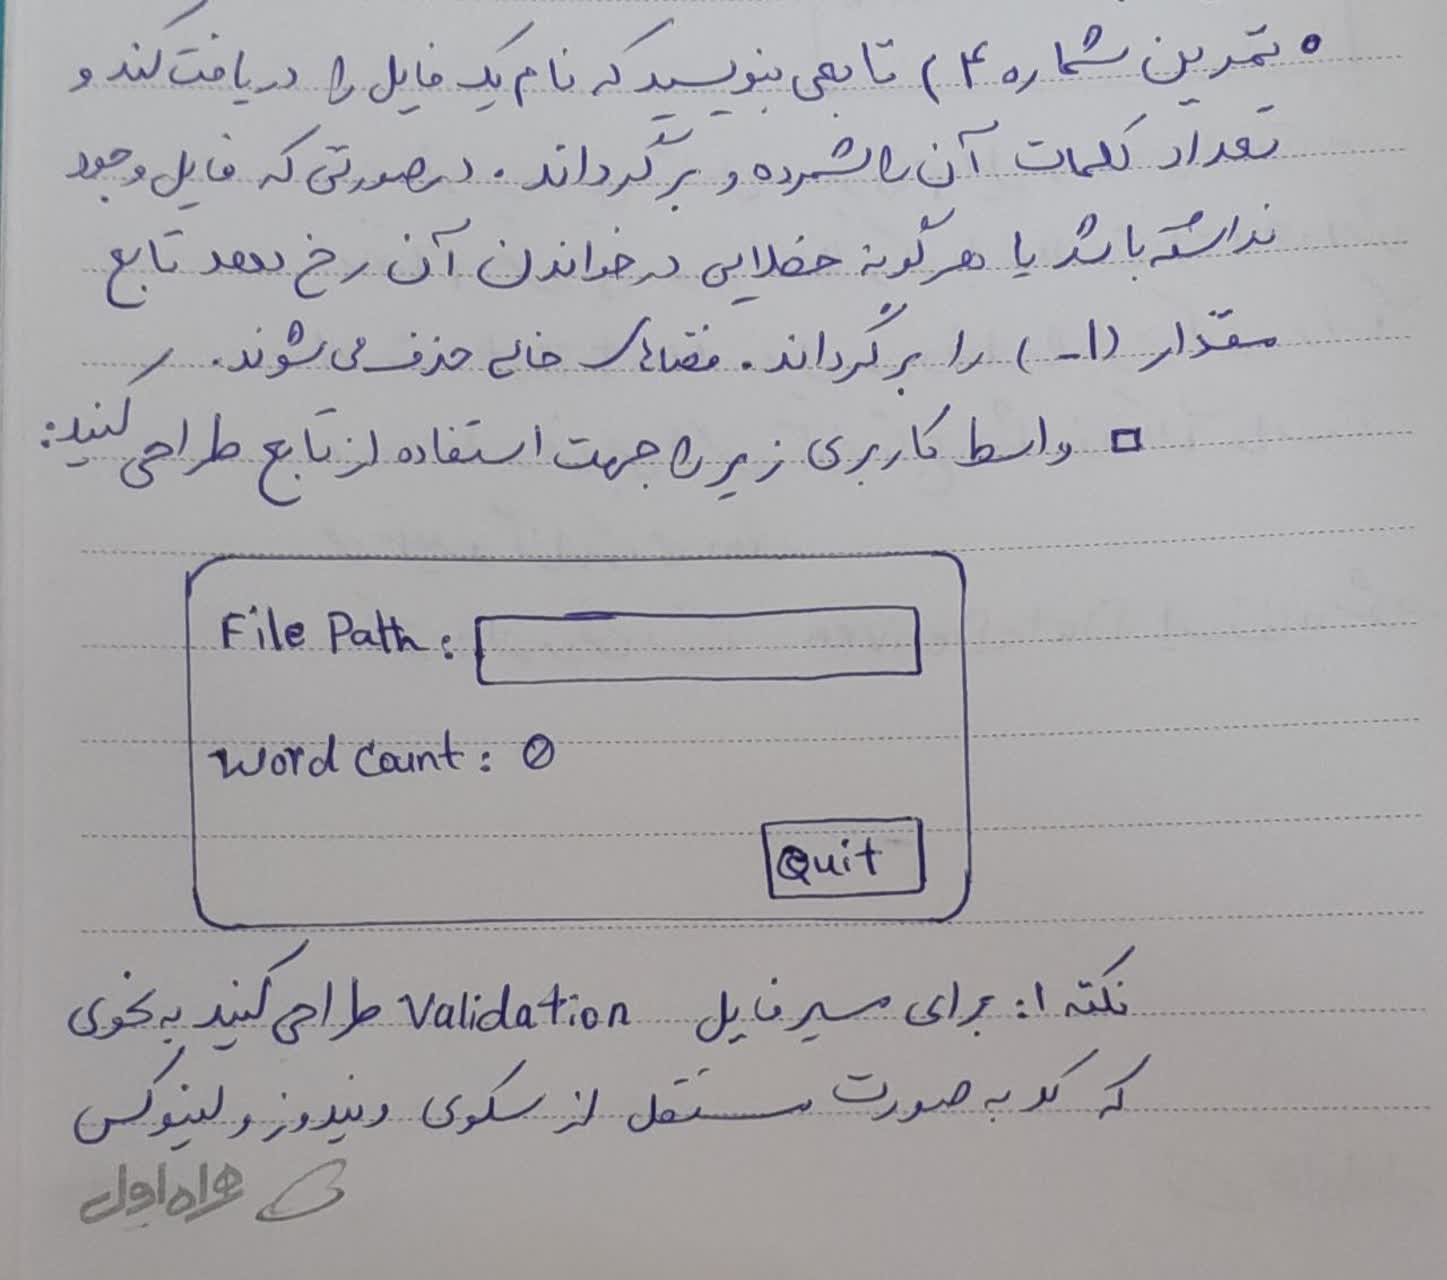 • تمرین شماره ۴) تابعی بنویسید که نام یک فایل را دریافت کند و
تعداد کلمات آن را شمرده و برگرداند. درصورتی که فایل وجود
نداشته باشد یا هرگونه خطایی در خواندن آن رخ دهد تابع
مقدار (۱-) را برگرداند. فضاهای خالی حذف می شوند.
□ واسط کاربری زیر را جهت استفاده از تابع طراحی کنید:
File Path:
Word Count: 0
Quit
نکته ۱: برای مسیر فایل Validation طراحی کنید به نحوی
که کد به صورت مستقل از سکوی ویندوز و لینوکس
همراه اول